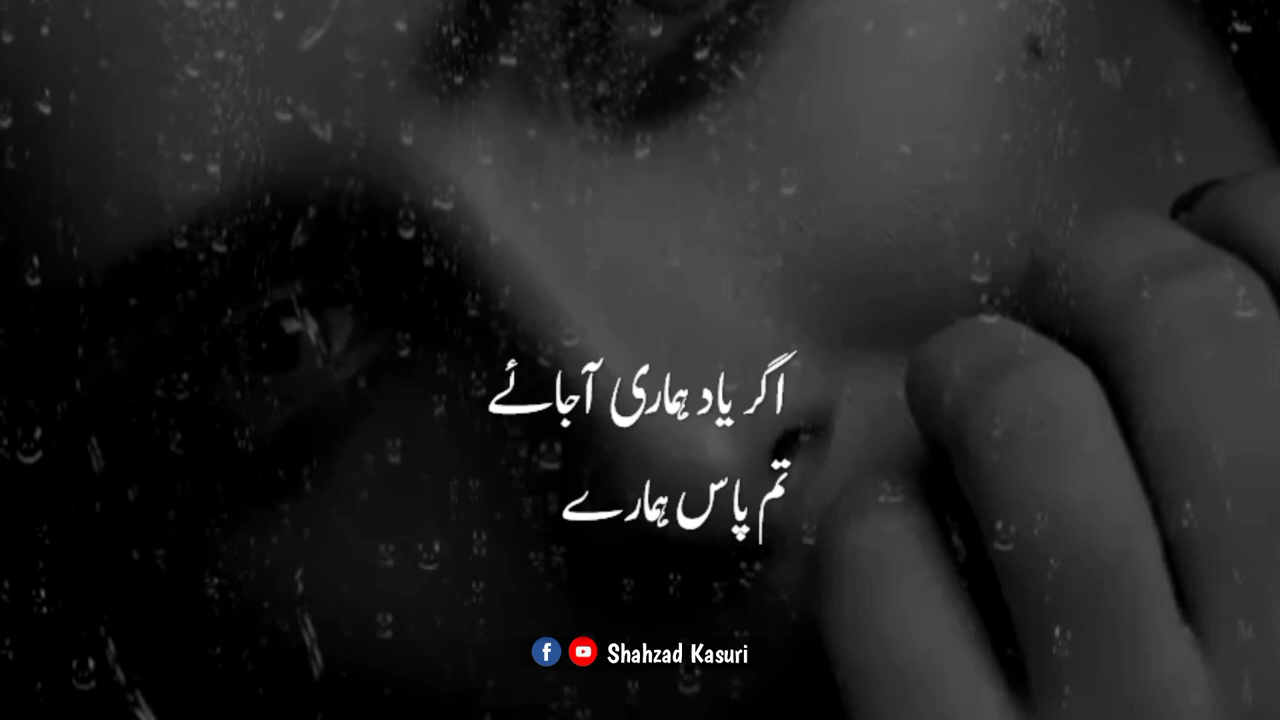 اگر یاد ہماری آجائے
تم پاس ہمارے
Shahzad Kasuri